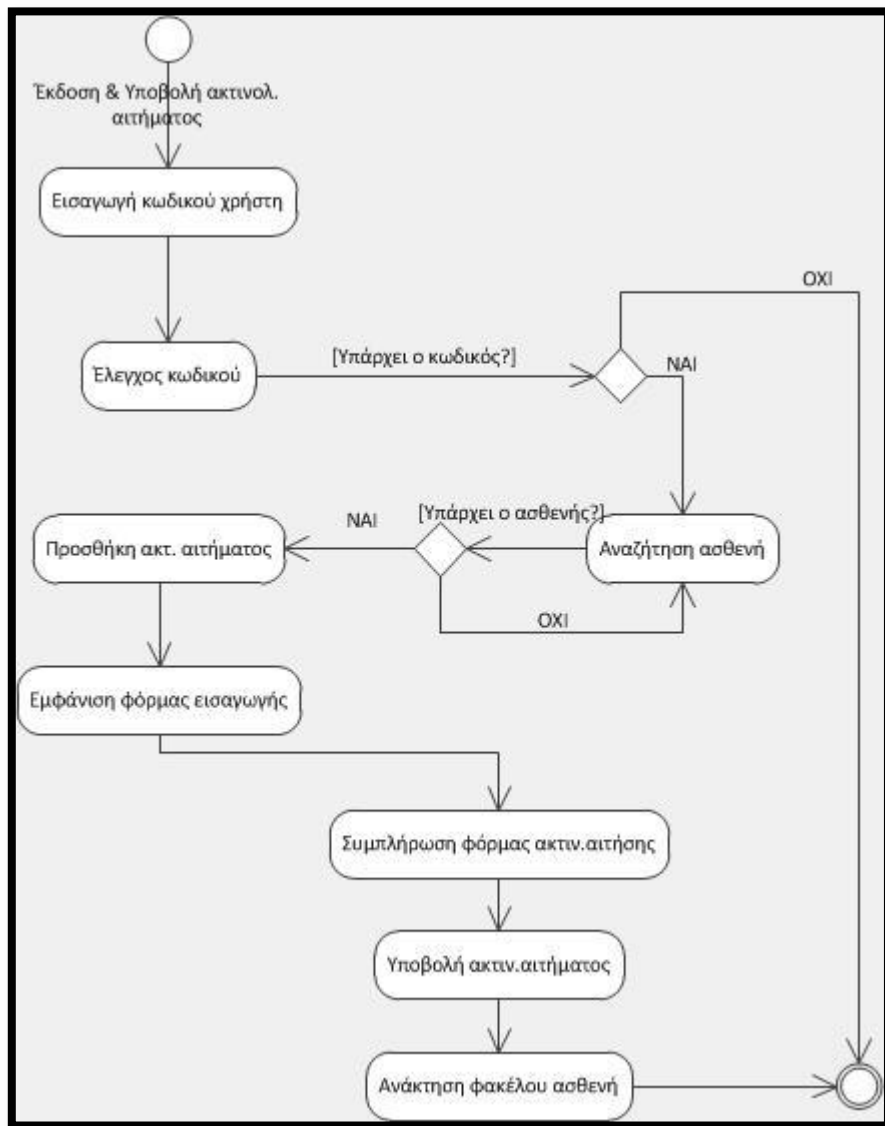 Έκδοση & Υποβολή ακτινολ.
αιτήματος
Εισαγωγή κωδικού χρήστη
ΟΧΙ
[Υπάρχει ο κωδικός?]
Έλεγχος κωδικού
ΝΑΙ
[Υπάρχει ο ασθενής?]
ΝΑΙ
Προσθήκη ακτ. αιτήματος
Αναζήτηση ασθενή
ΟΧΙ
Εμφάνιση φόρμας εισαγωγής
Συμπλήρωση φόρμας ακτιν.αιτήσης
Υποβολή ακτιν.αιτήματος
Ανάκτηση φακέλου ασθενή